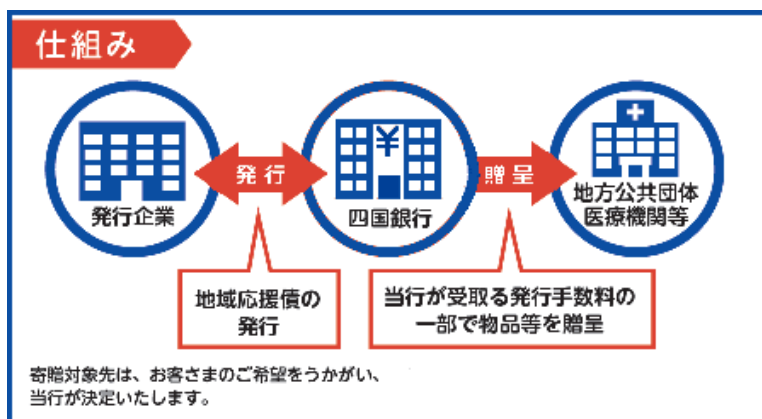 仕組み
発行
贈呈
発行企業
¥
四国銀行
地方公共団体
医療機関等
地域応援債の
発行
当行が受取る発行手数料の
一部で物品等を贈呈
寄贈対象先は、お客さまのご希望をうかがい、
当行が決定いたします。